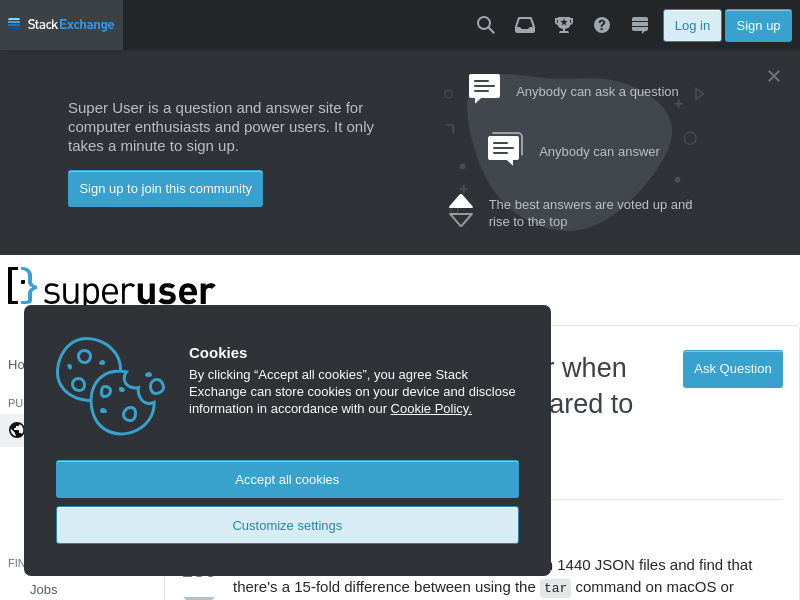 StackExchange
Log in
Sign up
Super User is a question and answer site for
computer enthusiasts and power users. It only
takes a minute to sign up.
Sign up to join this community
Anybody can ask a question
Anybody can answer
The best answers are voted up and
rise to the top
superuser
Cookies
By clicking “Accept all cookies”, you agree Stack
Exchange can store cookies on your device and disclose
information in accordance with our Cookie Policy.
Accept all cookies
Customize settings
when
Ask Question
1440 JSON files and find that
there's a 15-fold difference between using the tar command on macOS or
Jobs